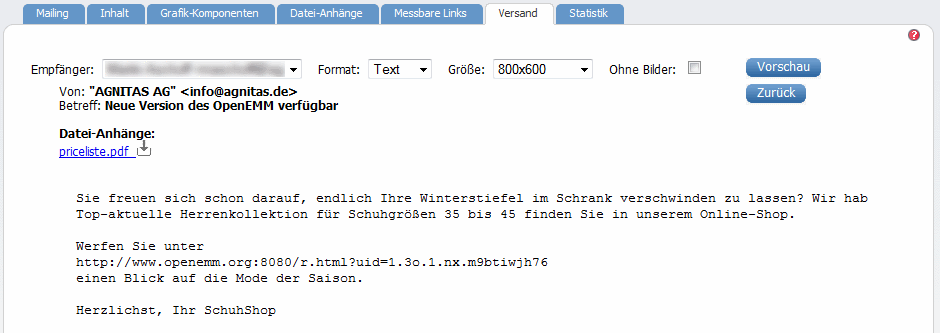 Mailing Inhalt Grafik-Komponenten Datei-Anhänge Messbare Links Versand Statistik
?
Empfänger: Format: Text Größe: 800x600 Ohne Bilder: Vorschau
Von: "AGNITAS AG" <info@agnitas.de> Zurück
Betreff: Neue Version des OpenEMM verfügbar
Datei-Anhänge:
priceliste.pdf
Sie freuen sich schon darauf, endlich Ihre Winterstiefel im Schrank verschwinden zu lassen? Wir hab
Top-aktuelle Herrenkollektion für Schuhgrößen 35 bis 45 finden Sie in unserem Online-Shop.
Werfen Sie unter
http://www.openemm.org:8080/r.html?uid=1.3o.1.nx.m9btiwjh76
einen Blick auf die Mode der Saison.
Herzlichst, Ihr SchuhShop